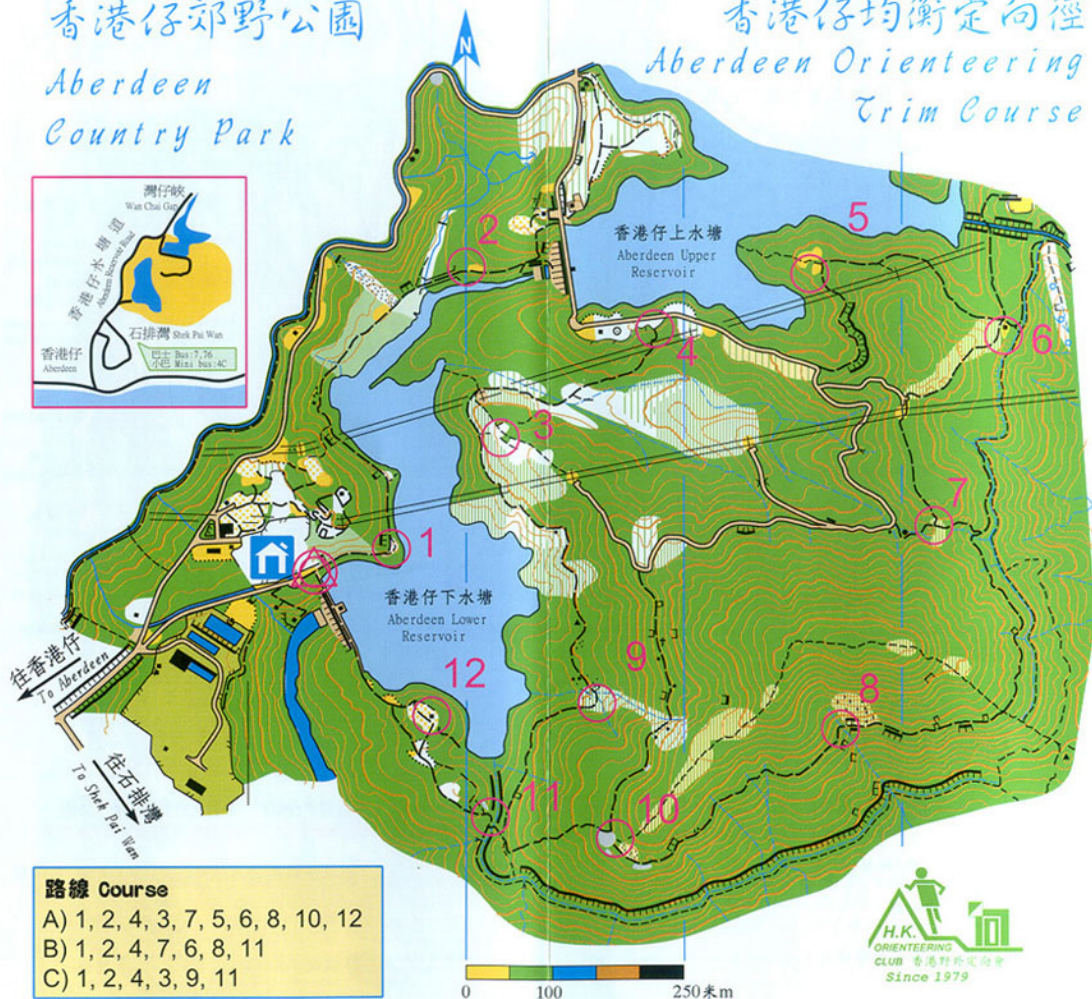 香港仔郊野公園
Aberdeen
Country Park
香港仔均衡定向徑
Aberdeen Orienteering
Trim Course
N
灣仔峽
Wan Chai Gap
香港仔水塘道
Aberdeen Reservoir Road
石排灣 Shek Pai Wan
香港仔
Aberdeen
巴士 Bus:7,76
小巴 Mini bus:4C
香港仔上水塘
Aberdeen Upper
Reservoir
2
5
4
6
3
7
1
香港仔下水塘
Aberdeen Lower
Reservoir
9
12
8
11
10
往香港仔
To Aberdeen
往石排灣
To Shek Pai Wan
路線 Course
A) 1, 2, 4, 3, 7, 5, 6, 8, 10, 12
B) 1, 2, 4, 7, 6, 8, 11
C) 1, 2, 4, 3, 9, 11
0 100 250米m
H.K.
ORIENTEERING
CLUB 香港野外定向會
Since 1979